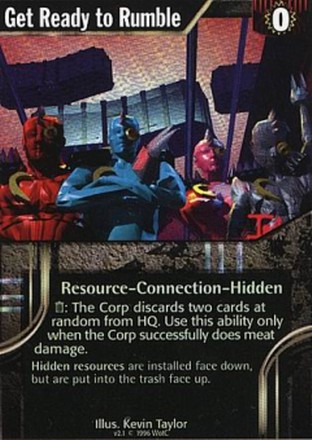 Get Ready to Rumble
0
Resource-Connection-Hidden
: The Corp discards two cards at
random from HQ. Use this ability only
when the Corp successfully does meat
damage.
Hidden resources are installed face down,
but are put into the trash face up.
Illus. Kevin Taylor
v2.1 © 1996 WotC